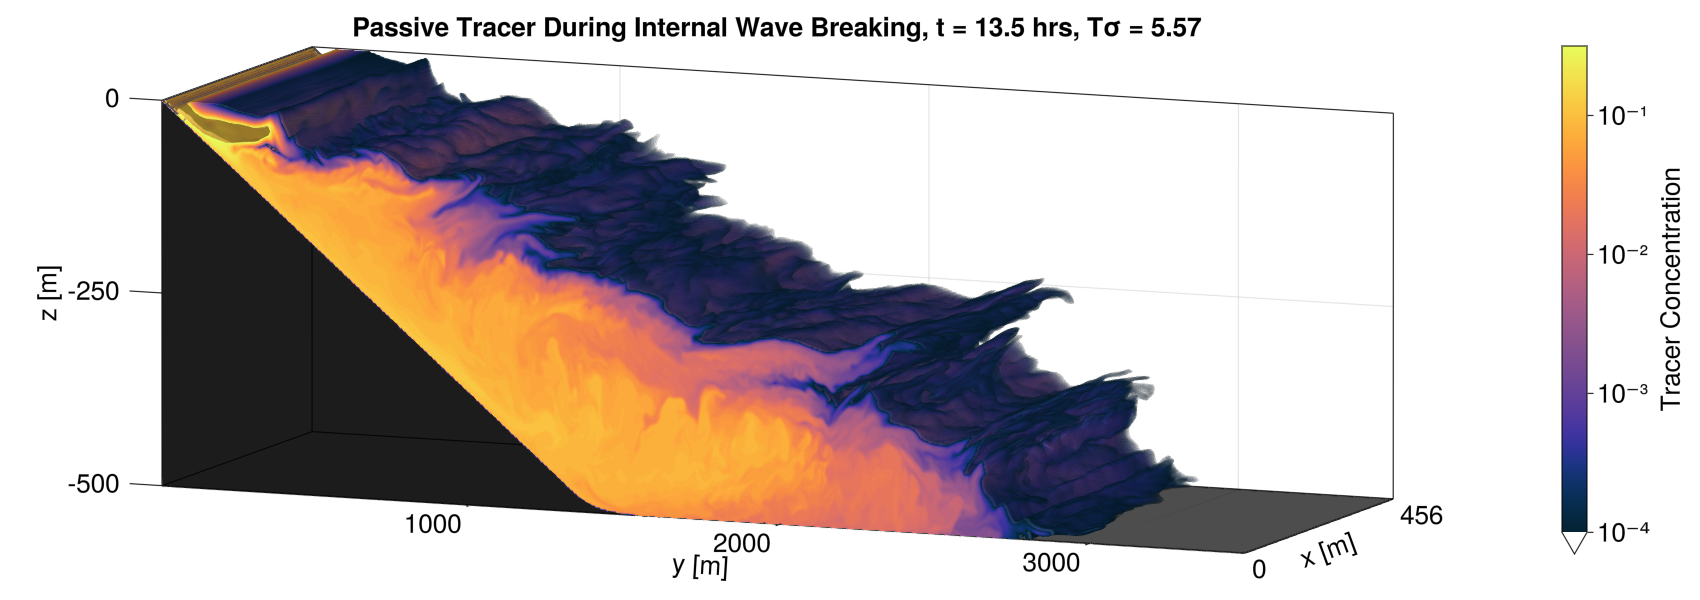 Passive Tracer During Internal Wave Breaking, t = 13.5 hrs, Tσ = 5.57
0
-250
-500
z [m]
1000
2000
3000
y [m]
0
456
x [m]
10⁻¹
10⁻²
10⁻³
10⁻⁴
Tracer Concentration